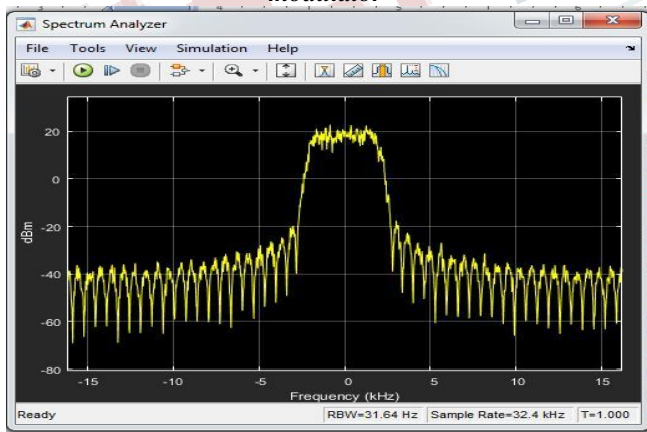 Spectrum Analyzer
File Tools View Simulation Help
20
0
-20
-40
-60
-80
dBm
-15 -10 -5 0 5 10 15
Frequency (kHz)
Ready RBW=31.64 Hz Sample Rate=32.4 kHz T=1.000